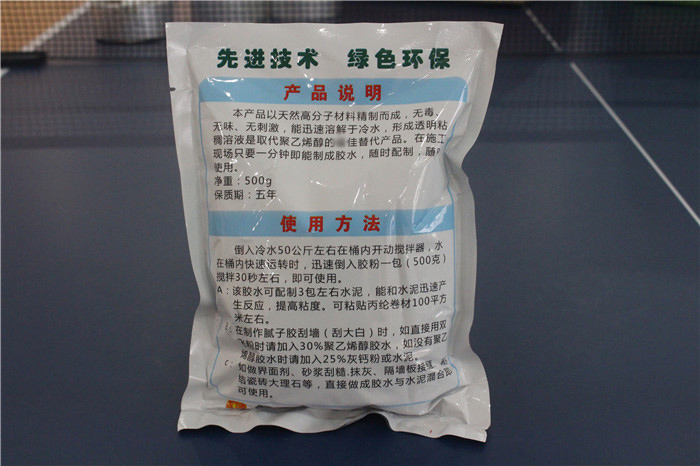 先进技术 绿色环保
产品说明
本产品以天然高分子材料精制而成，无毒、
无味、无刺激，能迅速溶解于冷水，形成透明粘
稠溶液是取代聚乙烯醇的佳替代产品。在施工
现场只要一分钟即能制成胶水，随时配制，随
使用。
净重：500g
保质期：五年
使用方法
倒入冷水50公斤左右在桶内开动搅拌器，水
在桶内快速运转时，迅速倒入胶粉一包（500克）
搅拌30秒左右，即可使用。
A：该胶水可配制3包左右水泥，能和水泥迅速产
生反应，提高粘度。可粘贴丙纶卷材100平方
米左右。
在制作腻子胶刮墙（刮大白）时，如直接用双
粉时请加入30%聚乙烯醇胶水，如没有聚乙
烯醇胶水时请加入25%灰钙粉或水泥。
如做界面剂、砂浆刮糙.抹灰、隔墙板接缝、
结瓷砖大理石等，直接做成胶水与水泥混合即
可使用。